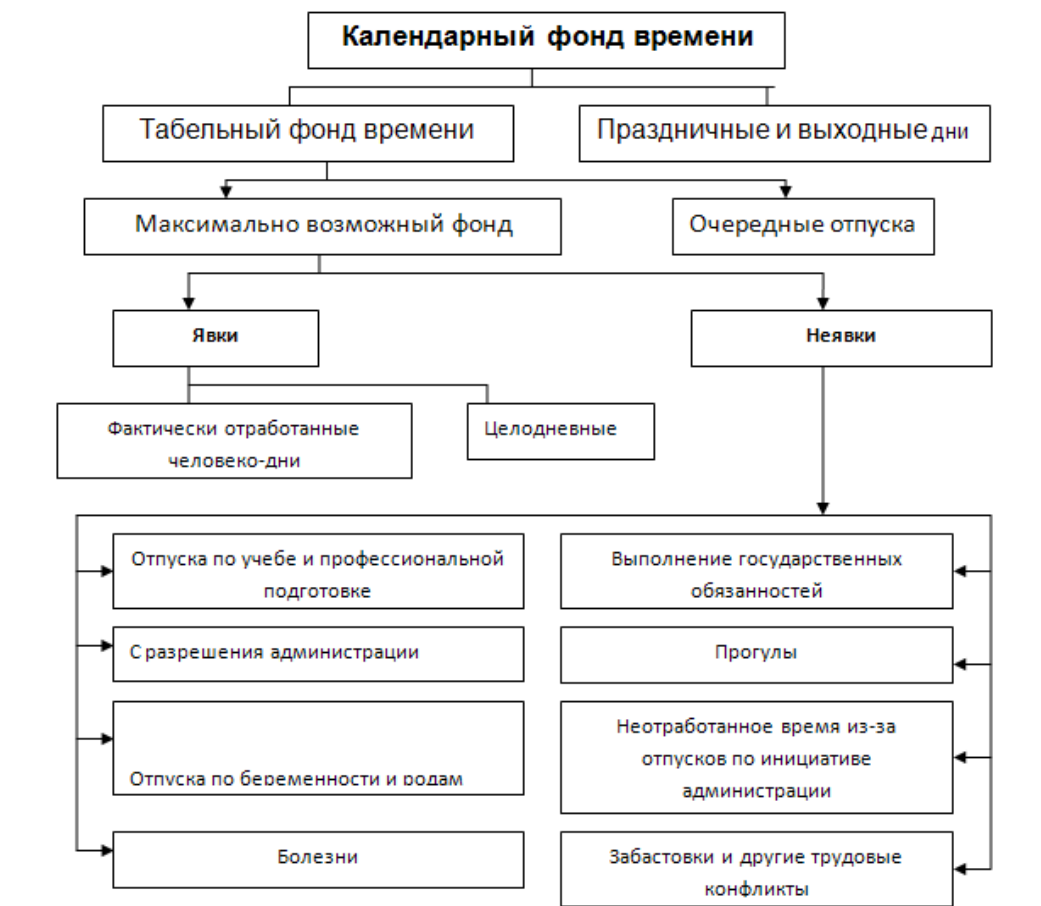 Календарный фонд времени
Табельный фонд времени
Праздничные и выходные дни
Максимально возможный фонд
Очередные отпуска
Явки
Неявки
Фактически отработанные
человеко-дни
Целодневные
Отпуска по учебе и профессиональной
подготовке
Выполнение государственных
обязанностей
С разрешения администрации
Прогулы
Отпуска по беременности и родам
Неотработанное время из-за
отпусков по инициативе
администрации
Болезни
Забастовки и другие трудовые
конфликты